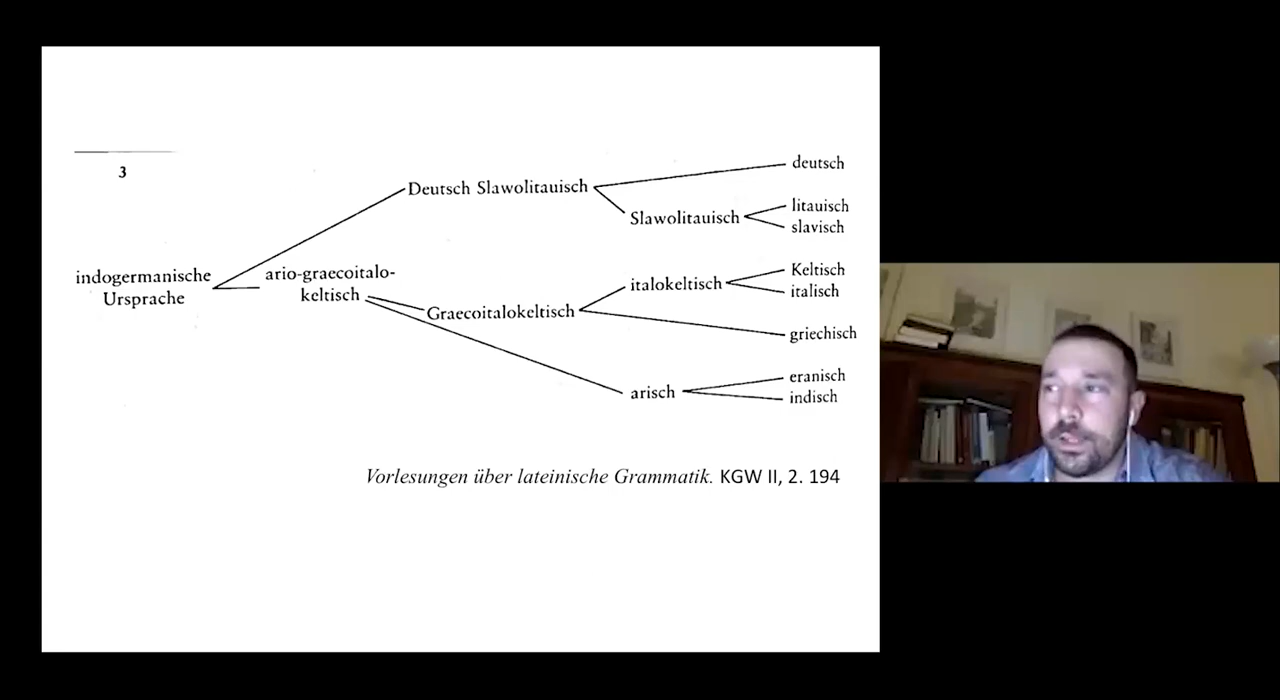 3
deutsch
Deutsch Slawolitauisch
litauisch
Slawolitauisch
slavisch
indogermanische
Ursprache
ario-graecoitalo-
keltisch
Keltisch
italokeltisch
italisch
Graecoitalokeltisch
griechisch
eranisch
arisch
indisch
Vorlesungen über lateinische Grammatik. KGW II, 2. 194